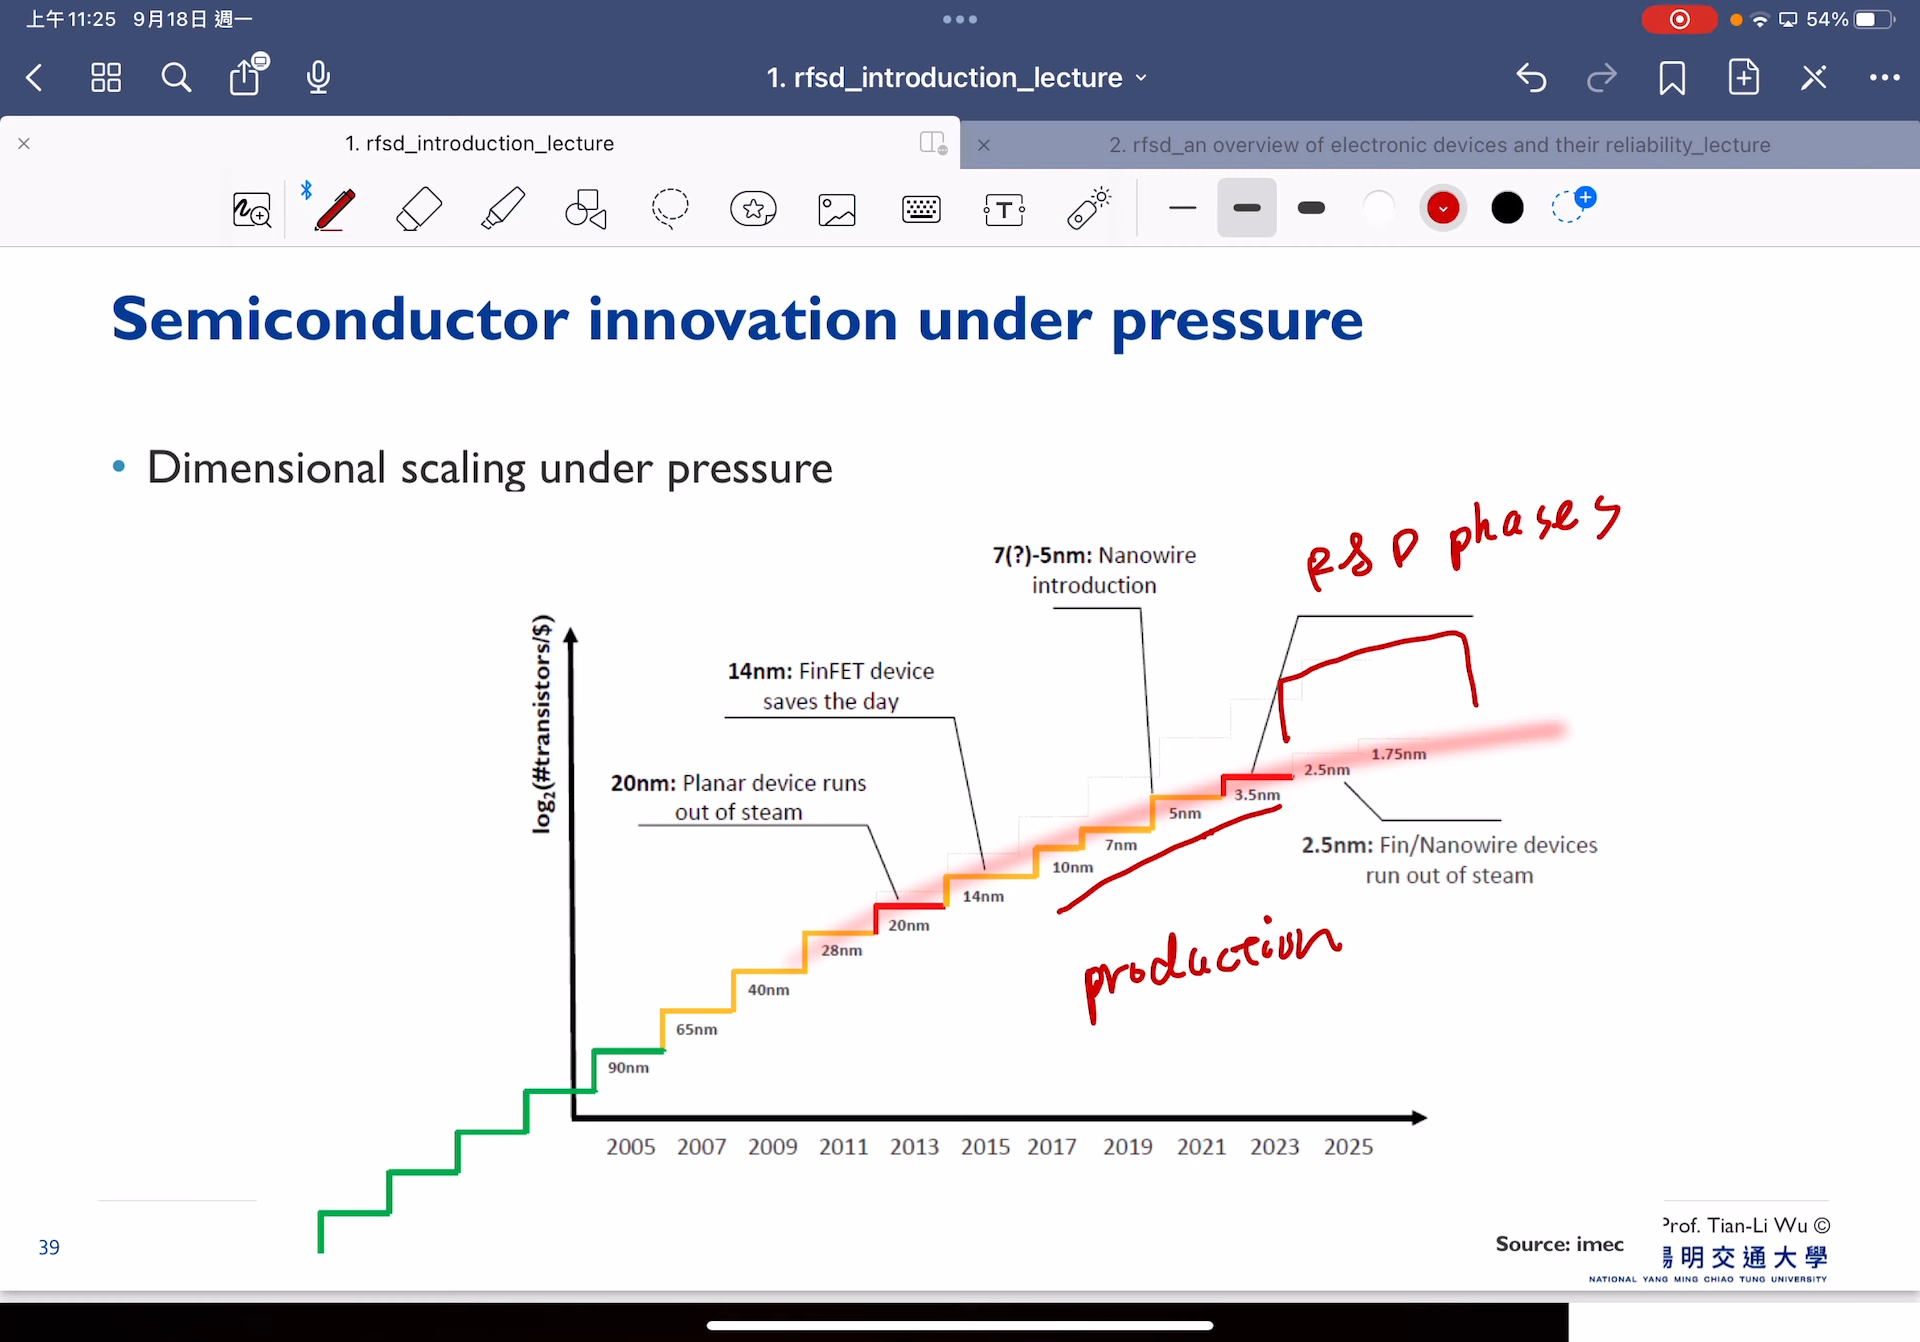 上午11:25 9月18日 週一
54%
1. rfsd_introduction_lecture
1. rfsd_introduction_lecture
2. rfsd_an overview of electronic devices and their reliability_lecture
T
Semiconductor innovation under pressure
• Dimensional scaling under pressure
R&D phases
7(?)-5nm: Nanowire
introduction
14nm: FinFET device
saves the day
20nm: Planar device runs
out of steam
log₂(#transistors/$)
1.75nm
2.5nm
3.5nm
5nm
7nm
10nm
14nm
20nm
28nm
40nm
65nm
90nm
2.5nm: Fin/Nanowire devices
run out of steam
production
2005 2007 2009 2011 2013 2015 2017 2019 2021 2023 2025
39
Source: imec
Prof. Tian-Li Wu ©
陽明交通大學
NATIONAL YANG MING CHIAO TUNG UNIVERSITY